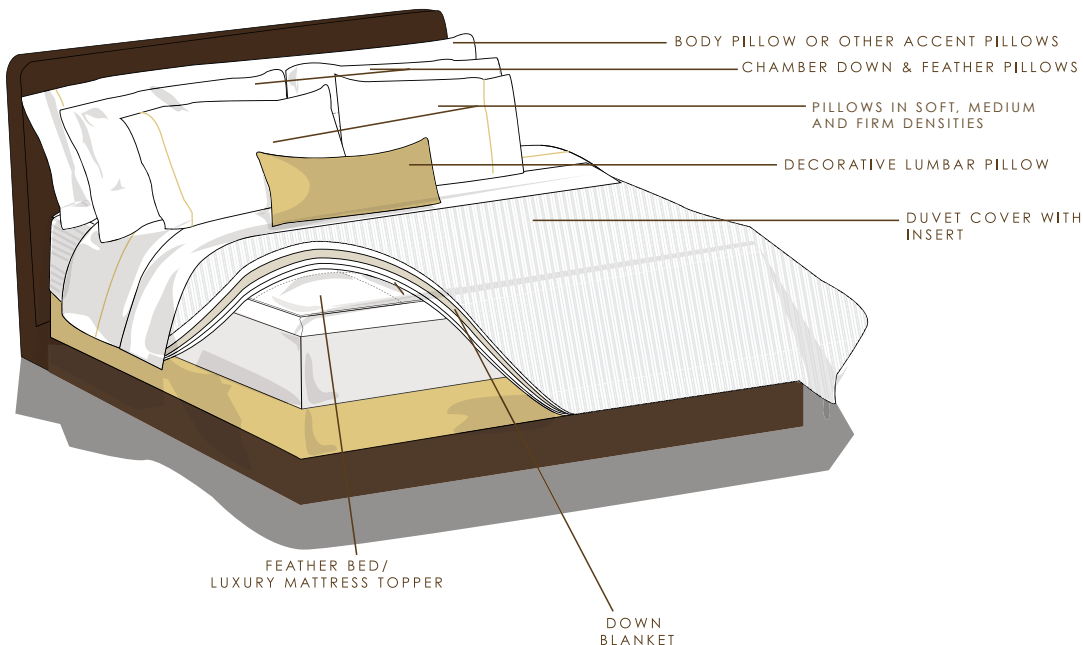 BODY PILLOW OR OTHER ACCENT PILLOWS
CHAMBER DOWN & FEATHER PILLOWS
PILLOWS IN SOFT, MEDIUM
AND FIRM DENSITIES
DECORATIVE LUMBAR PILLOW
DUVET COVER WITH
INSERT
FEATHER BED/
LUXURY MATTRESS TOPPER
DOWN
BLANKET